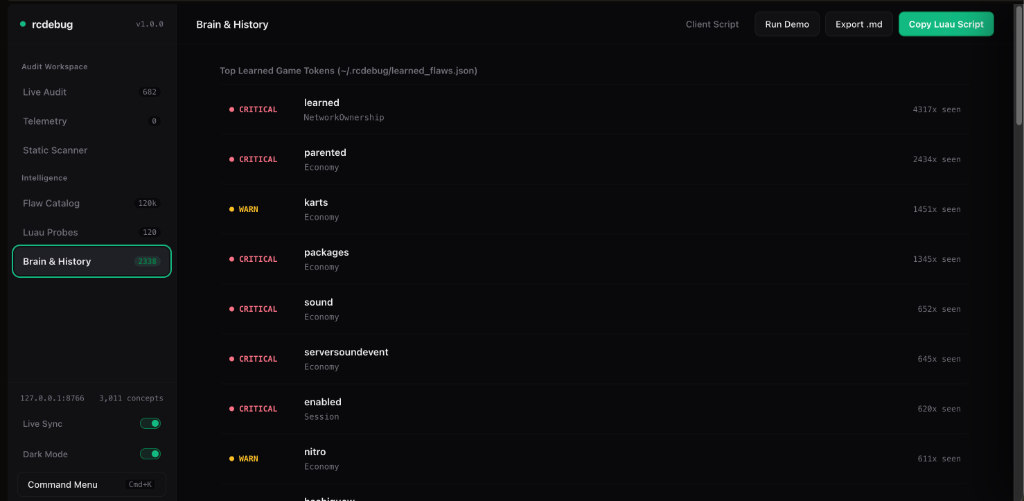 rcdebug v1.0.0
Audit Workspace
Live Audit 682
Telemetry 0
Static Scanner
Intelligence
Flaw Catalog 120k
Luau Probes 120
Brain & History 2338
127.0.0.1:8766 3,011 concepts
Live Sync
Dark Mode
Command Menu Cmd+K
Brain & History Client Script Run Demo Export .md Copy Luau Script
Top Learned Game Tokens (~/.rcdebug/learned_flaws.json)
CRITICAL learned 4317x seen
NetworkOwnership
CRITICAL parented 2434x seen
Economy
WARN karts 1451x seen
Economy
CRITICAL packages 1345x seen
Economy
CRITICAL sound 652x seen
Economy
CRITICAL serversoundevent 645x seen
Economy
CRITICAL enabled 620x seen
Session
WARN nitro 611x seen
Economy